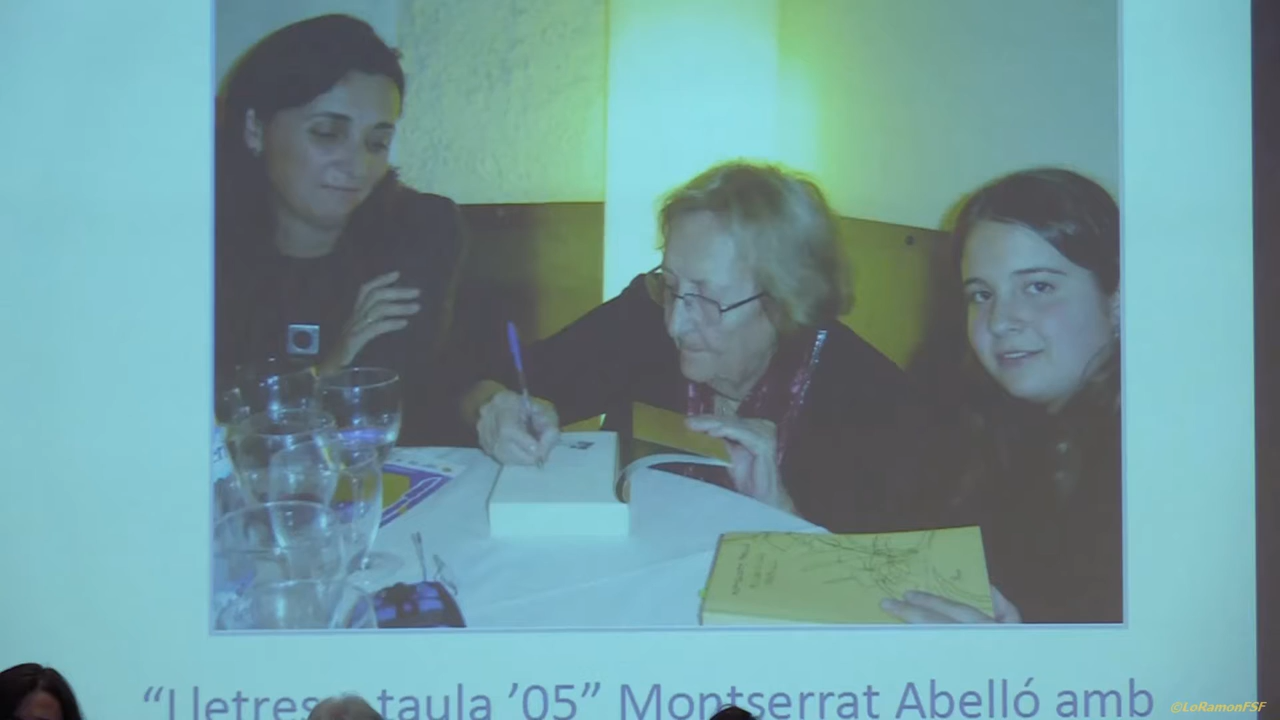 “Lletres a taula ’05” Montserrat Abelló amb
©LoRamonFSF